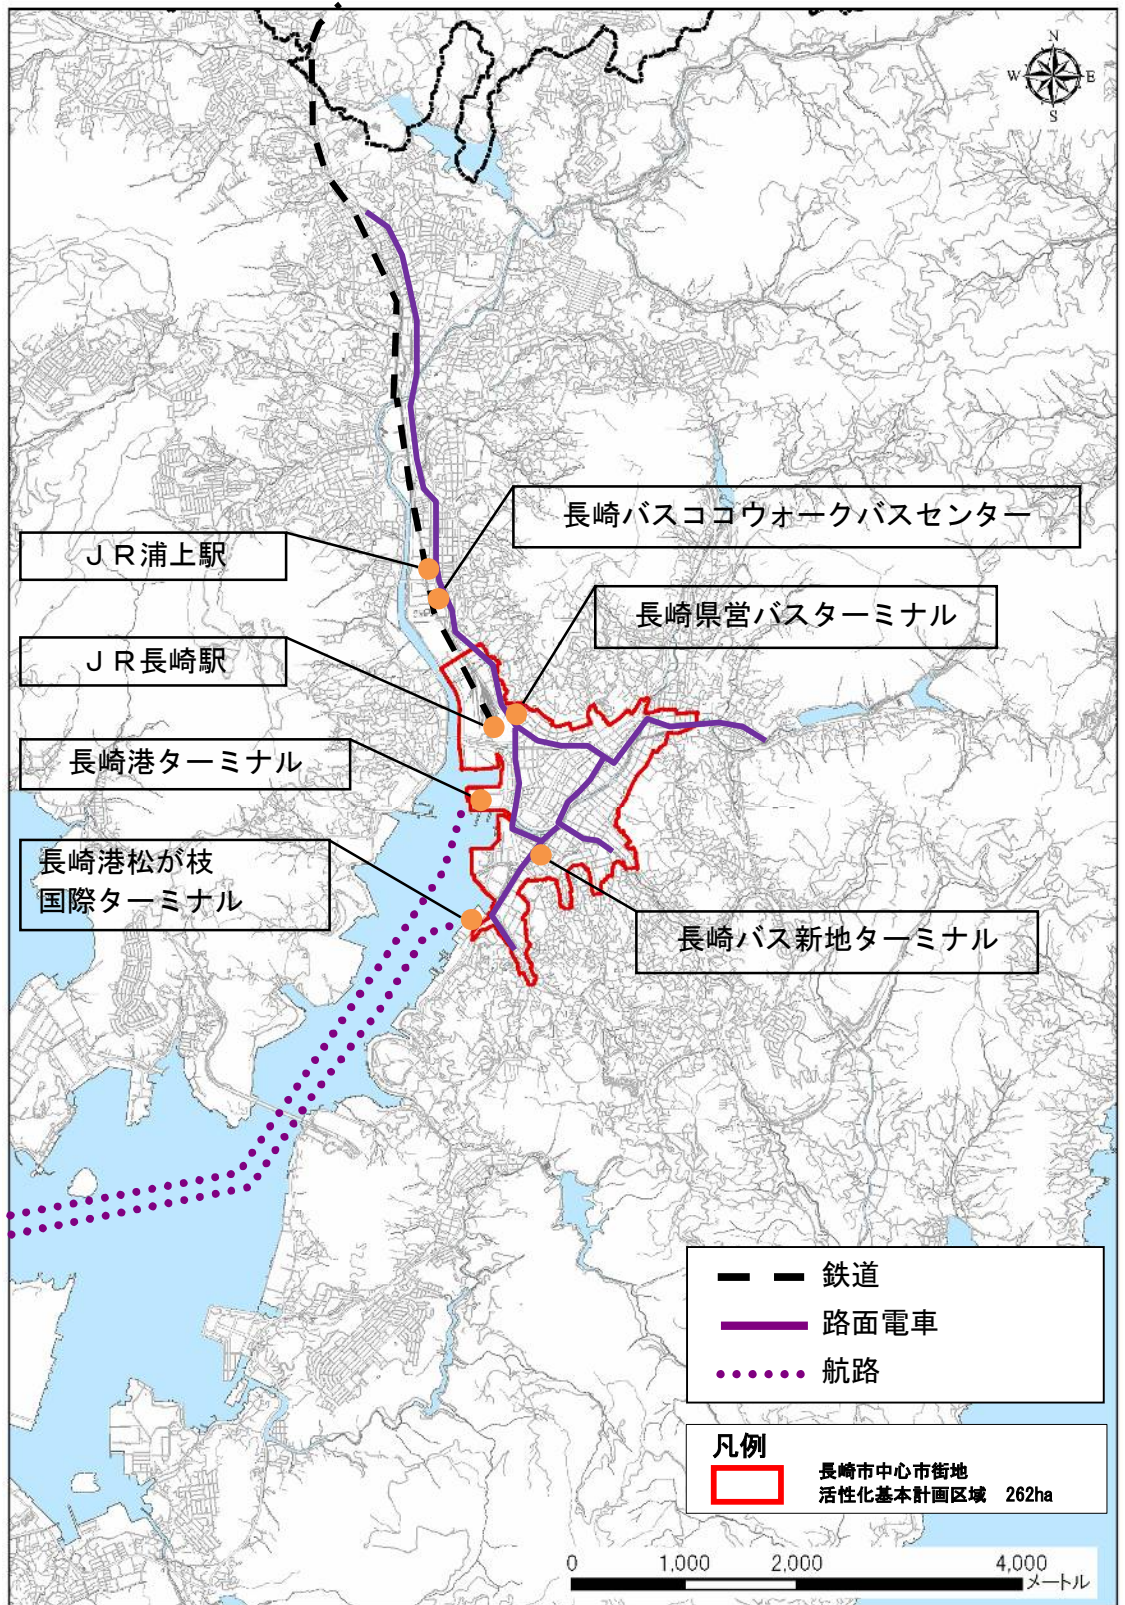 N
W
E
S
長崎バスココウォークバスセンター
ＪＲ浦上駅
長崎県営バスターミナル
ＪＲ長崎駅
長崎港ターミナル
長崎港松が枝
国際ターミナル
長崎バス新地ターミナル
鉄道
路面電車
航路
凡例
長崎市中心市街地
活性化基本計画区域 262ha
0 1,000 2,000 4,000
メートル